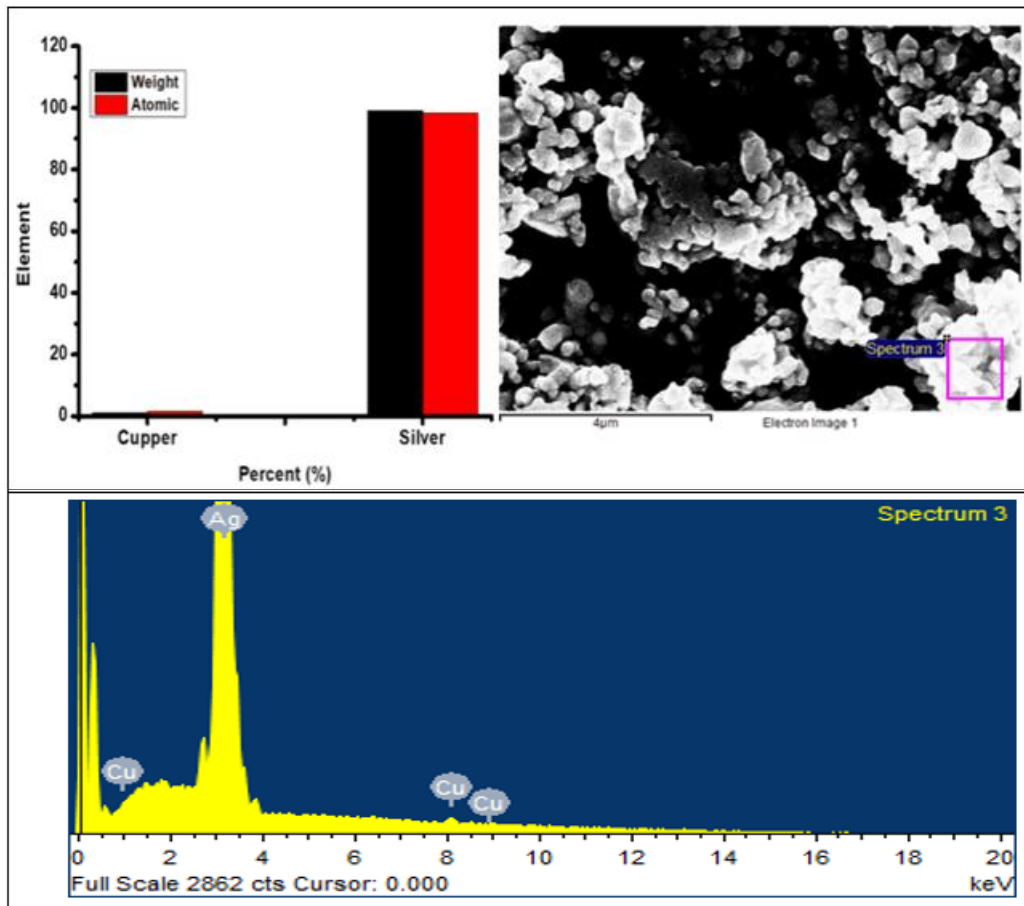 120
100
80
60
40
20
0
Element
Weight
Atomic
Cupper
Silver
Percent (%)
Spectrum 3
4µm
Electron Image 1
Spectrum 3
Ag
Cu
Cu
Cu
0 2 4 6 8 10 12 14 16 18 20
Full Scale 2862 cts Cursor: 0.000
keV